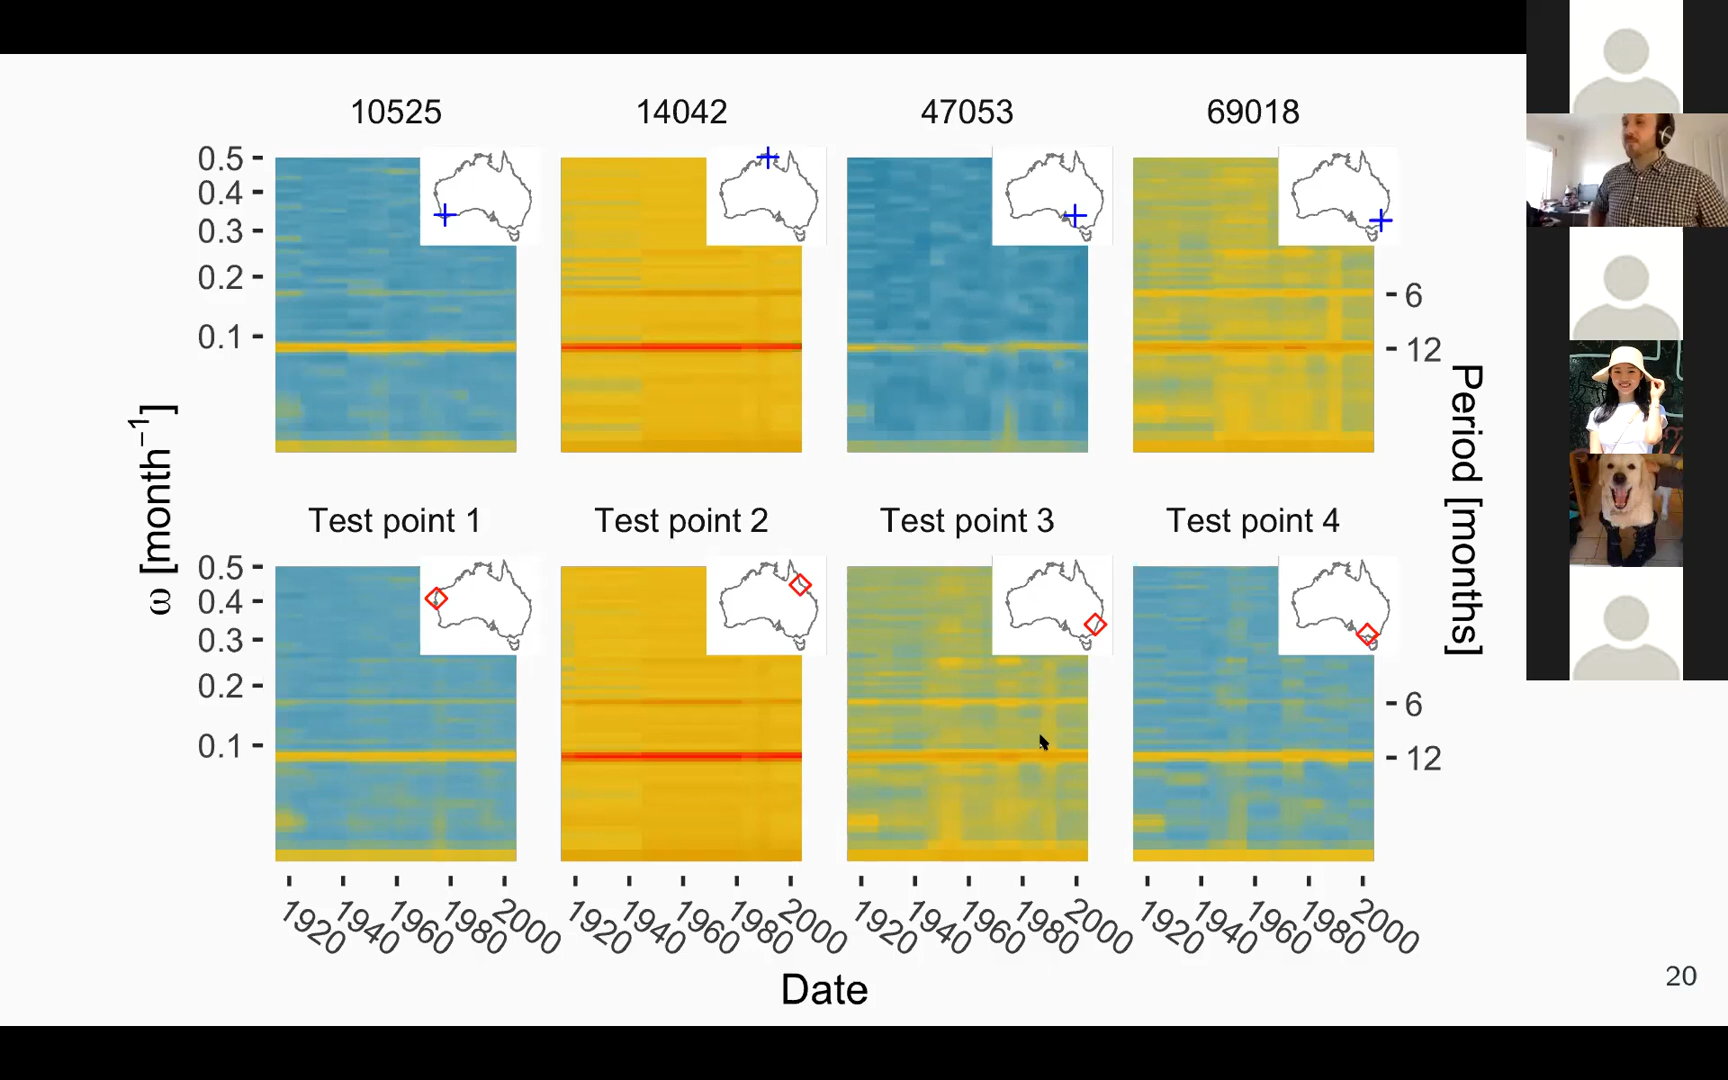 10525 14042 47053 69018
0.5
0.4
0.3
0.2
0.1
6
12
Test point 1 Test point 2 Test point 3 Test point 4
0.5
0.4
0.3
0.2
0.1
6
12
ω [month⁻¹]
Period [months]
1920 1940 1960 1980 2000 1920 1940 1960 1980 2000 1920 1940 1960 1980 2000 1920 1940 1960 1980 2000
Date
20